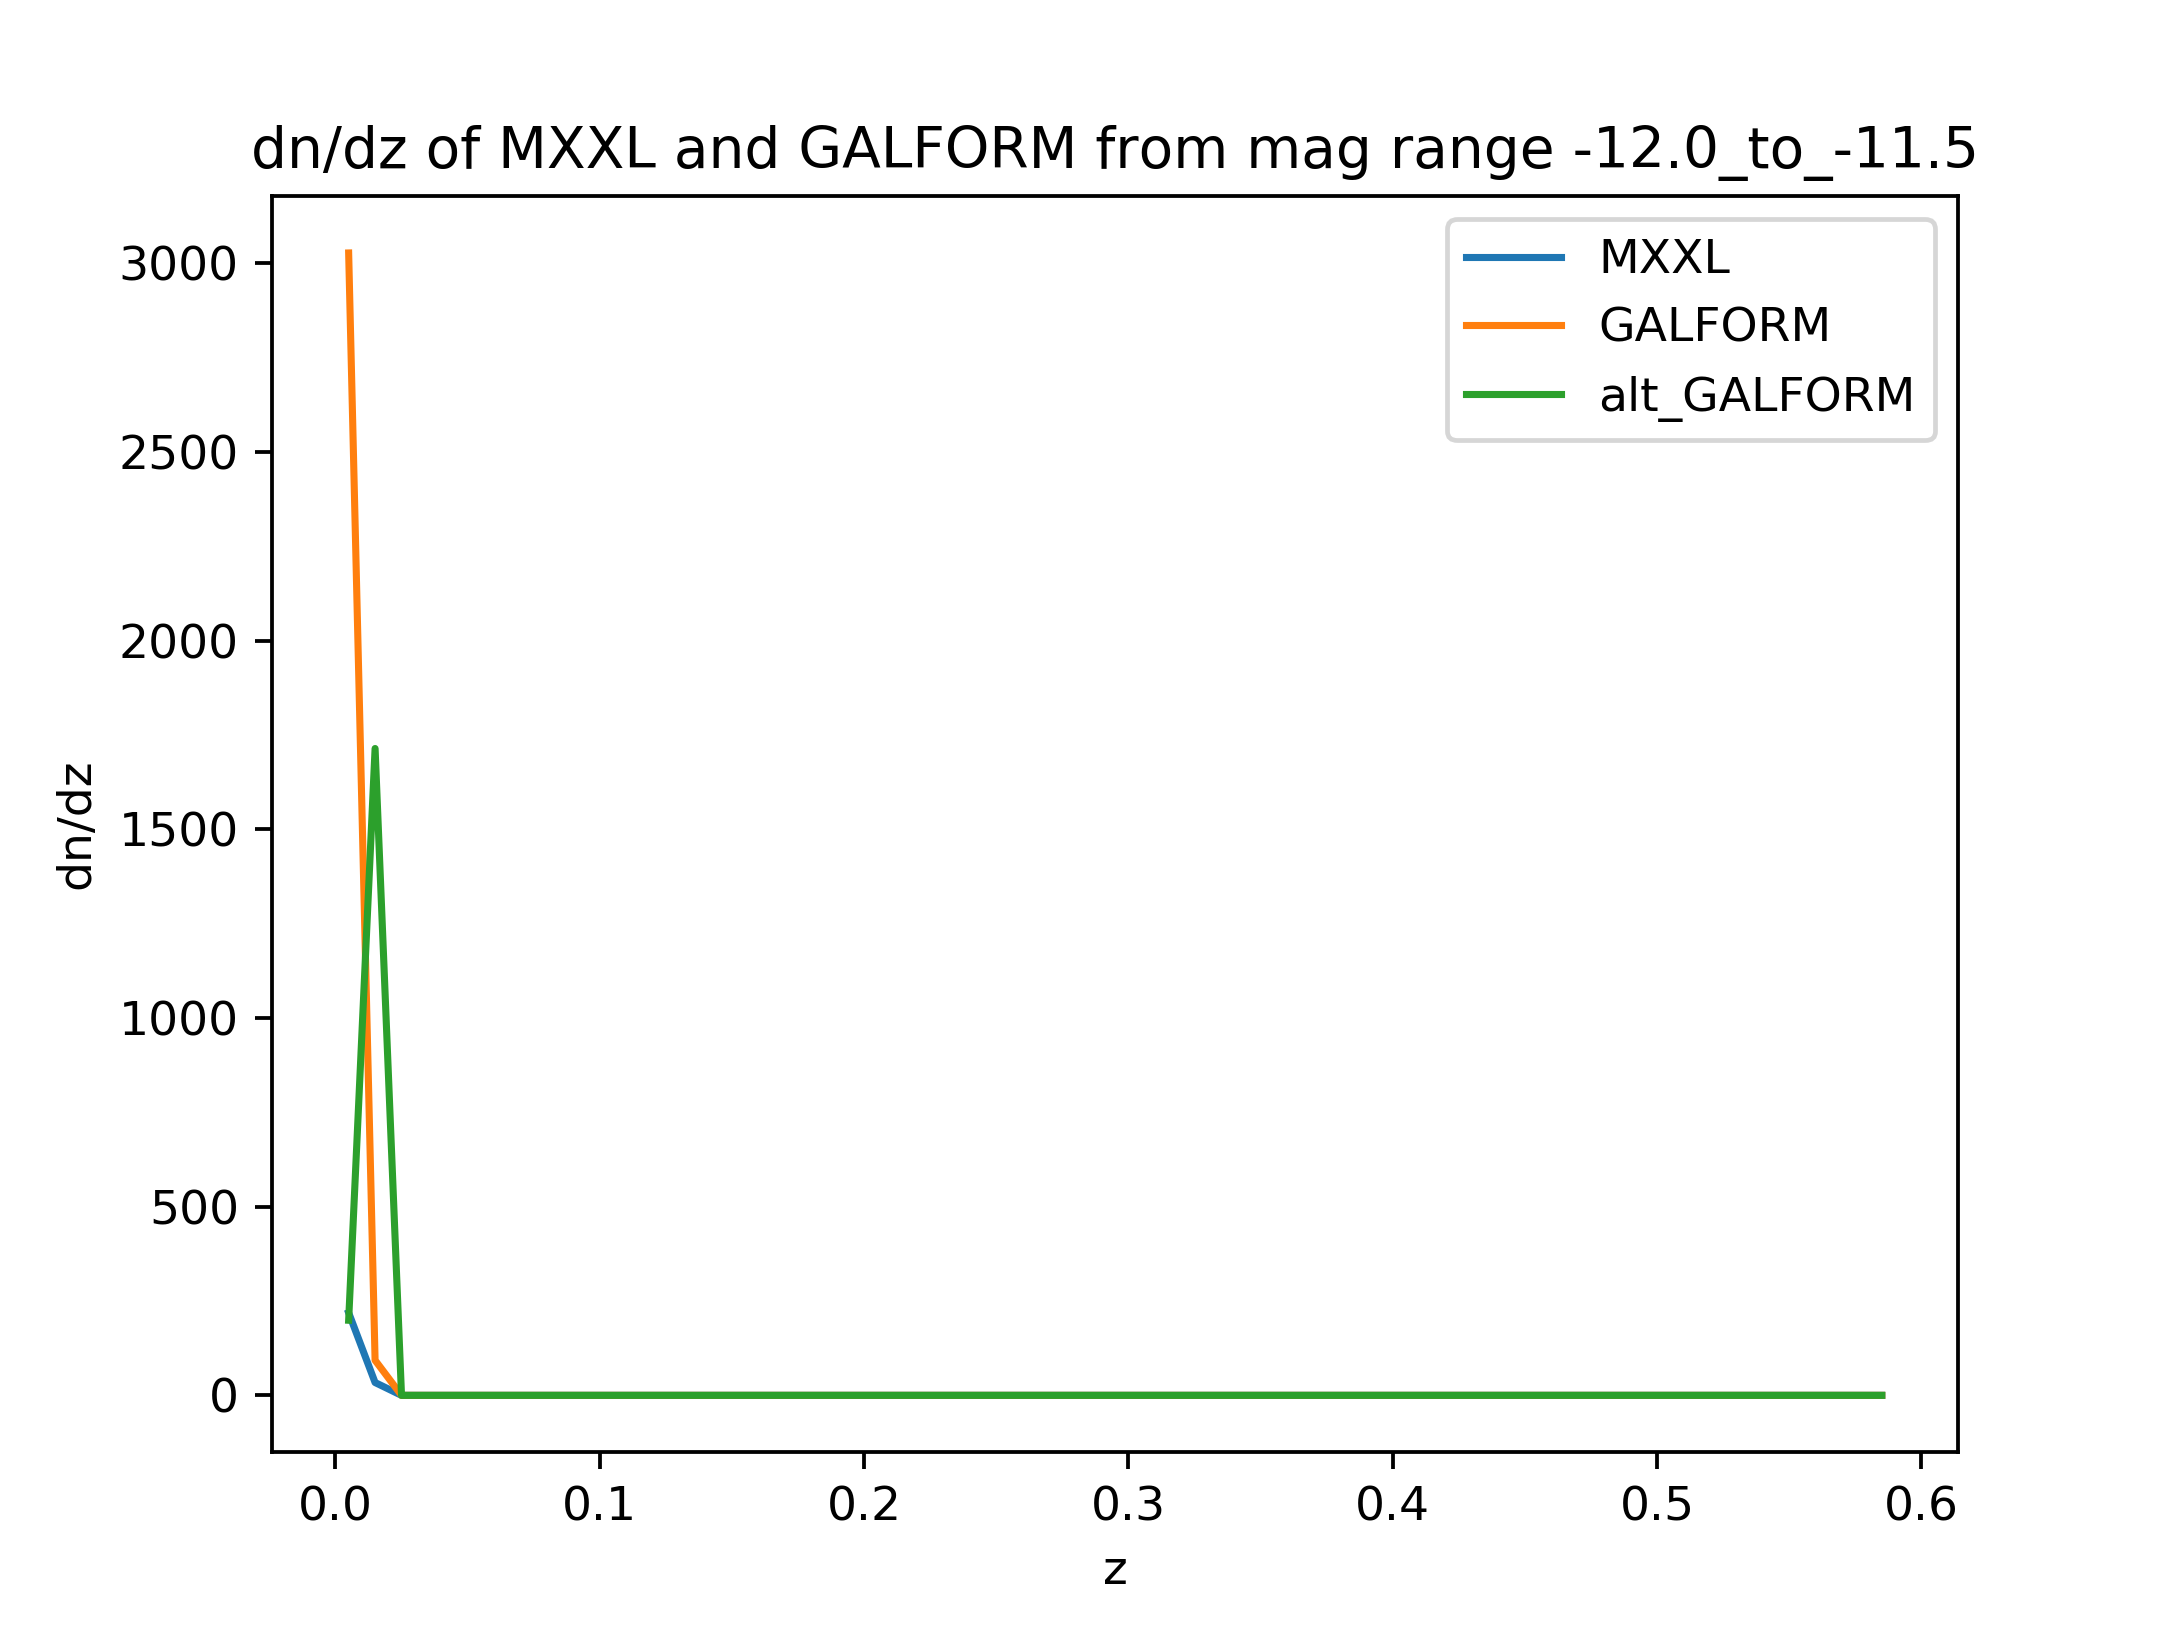 dn/dz of MXXL and GALFORM from mag range -12.0_to_-11.5
MXXL
GALFORM
alt_GALFORM
3000
2500
2000
1500
1000
500
0
dn/dz
0.0 0.1 0.2 0.3 0.4 0.5 0.6
z